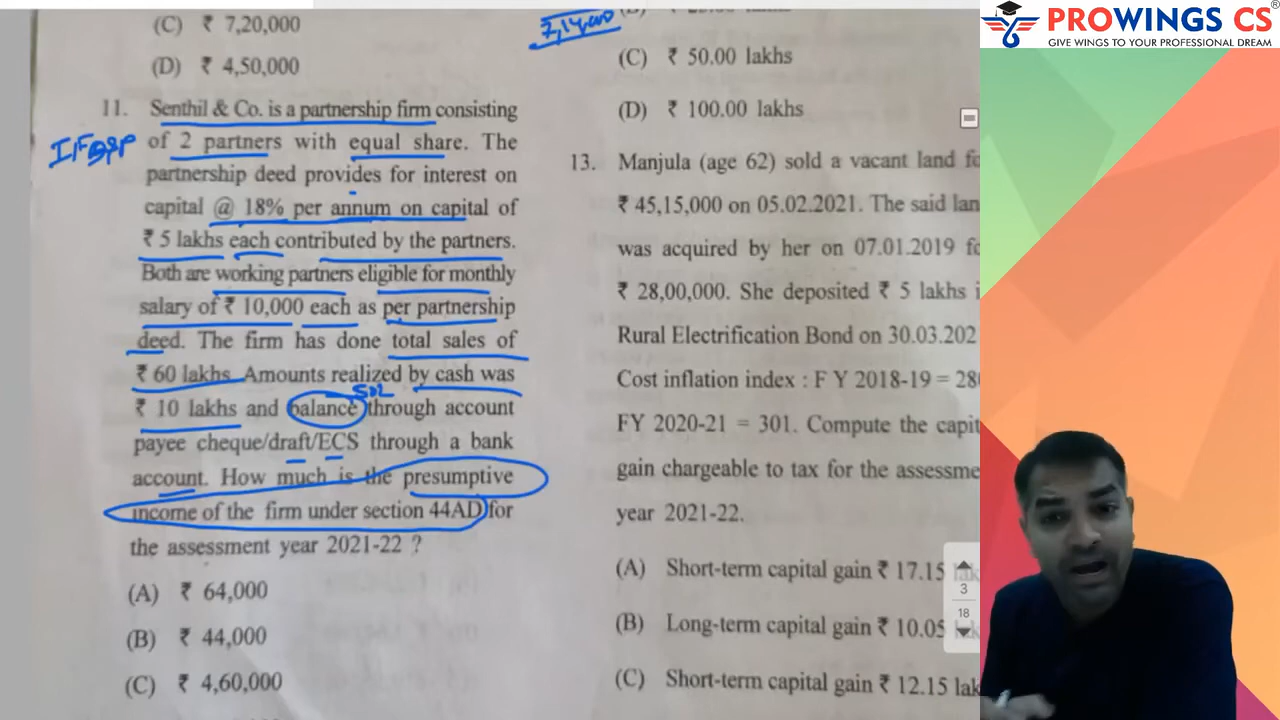 (C) ₹ 7,20,000
(D) ₹ 4,50,000
11. Senthil & Co. is a partnership firm consisting
of 2 partners with equal share. The
partnership deed provides for interest on
capital @ 18% per annum on capital of
₹ 5 lakhs each contributed by the partners.
Both are working partners eligible for monthly
salary of ₹ 10,000 each as per partnership
deed. The firm has done total sales of
₹ 60 lakhs. Amounts realized by cash was
50L
₹ 10 lakhs and balance through account
payee cheque/draft/ECS through a bank
account. How much is the presumptive
income of the firm under section 44AD for
the assessment year 2021-22 ?
(A) ₹ 64,000
(B) ₹ 44,000
(C) ₹ 4,60,000
(C) ₹ 50.00 lakhs
(D) ₹ 100.00 lakhs
13. Manjula (age 62) sold a vacant land
₹ 45,15,000 on 05.02.2021. The said
was acquired by her on 07.01.2019
₹ 28,00,000. She deposited ₹ 5 lakhs
Rural Electrification Bond on 30.03.202
Cost inflation index : F Y 2018-19 = 28
FY 2020-21 = 301. Compute the
gain chargeable to tax for the
year 2021-22.
(A) Short-term capital gain ₹ 17.15
(B) Long-term capital gain ₹ 10.05
(C) Short-term capital gain ₹ 12.15
3
18
PROWINGS CS®
GIVE WINGS TO YOUR PROFESSIONAL DREAM